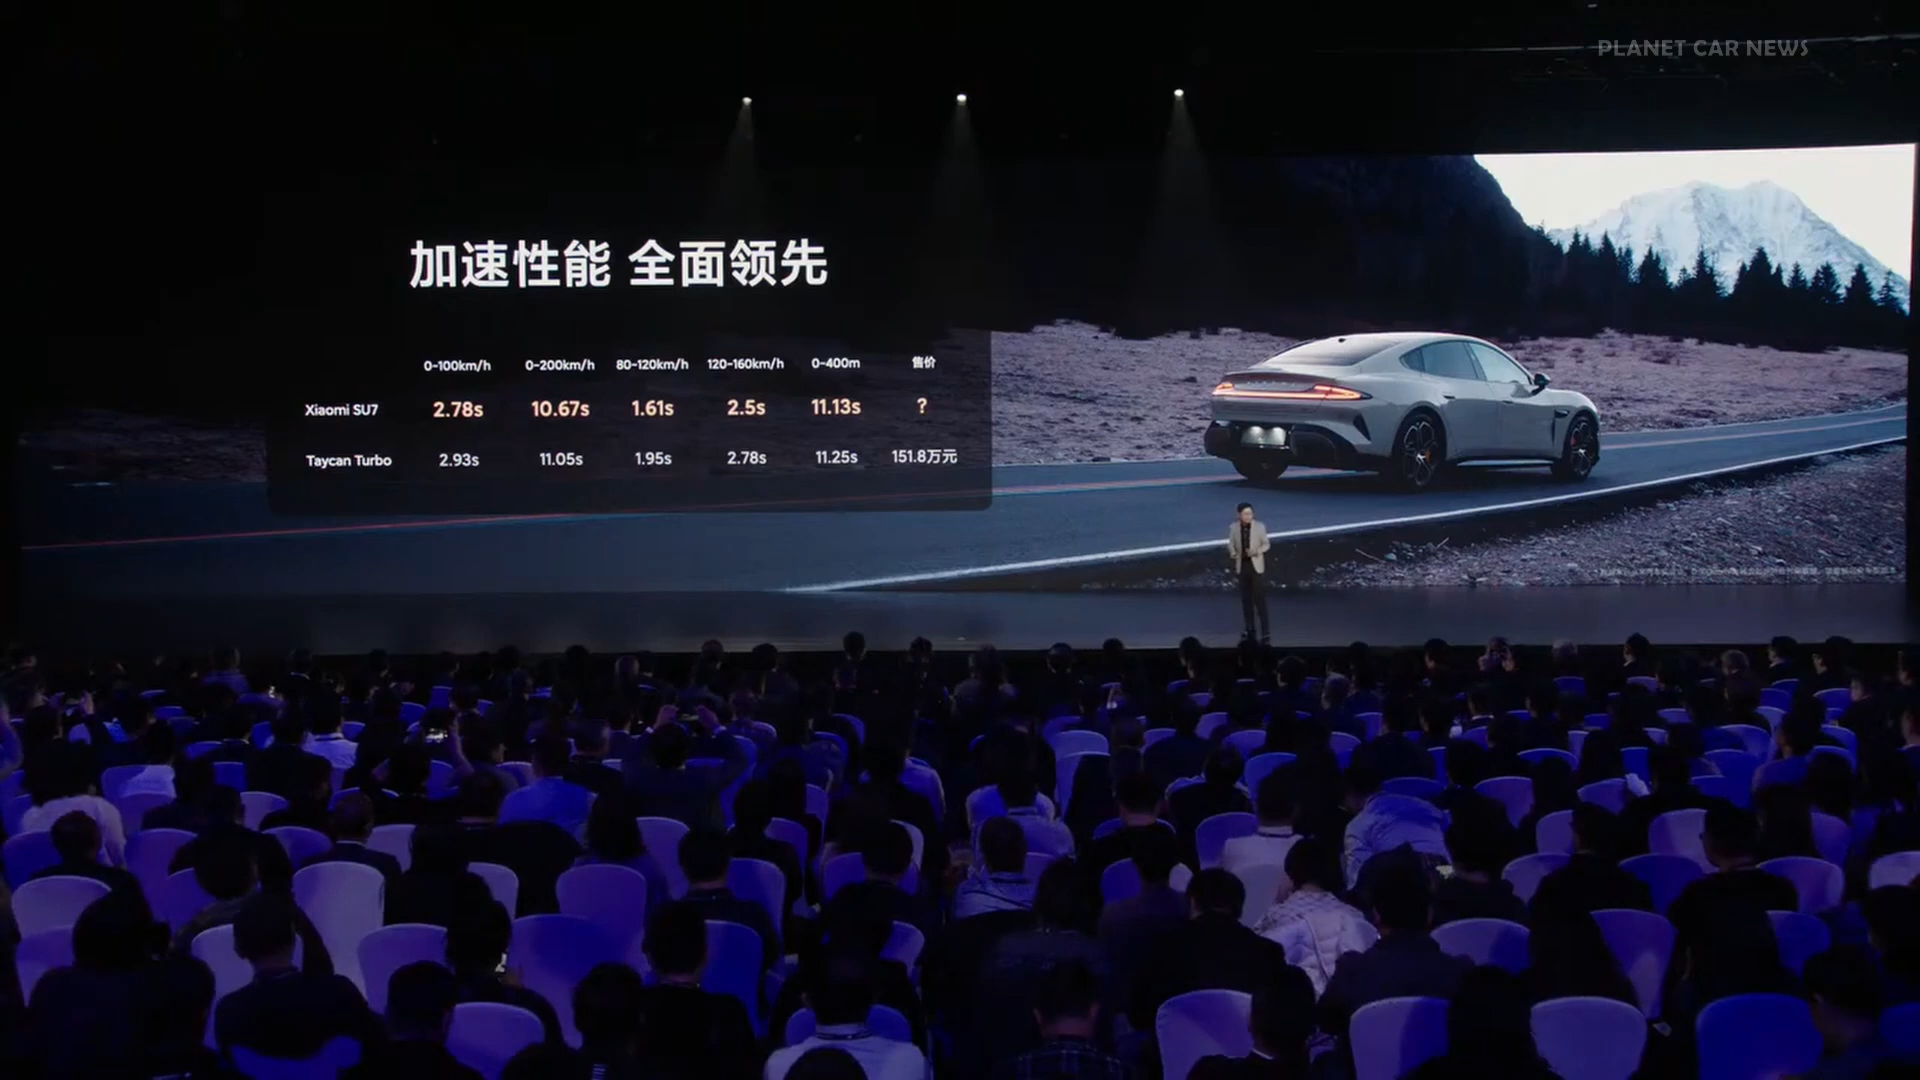 PLANET CAR NEWS
加速性能 全面领先
0-100km/h 0-200km/h 80-120km/h 120-160km/h 0-400m 售价
Xiaomi SU7 2.78s 10.67s 1.61s 2.5s 11.13s ?
Taycan Turbo 2.93s 11.05s 1.95s 2.78s 11.25s 151.8万元